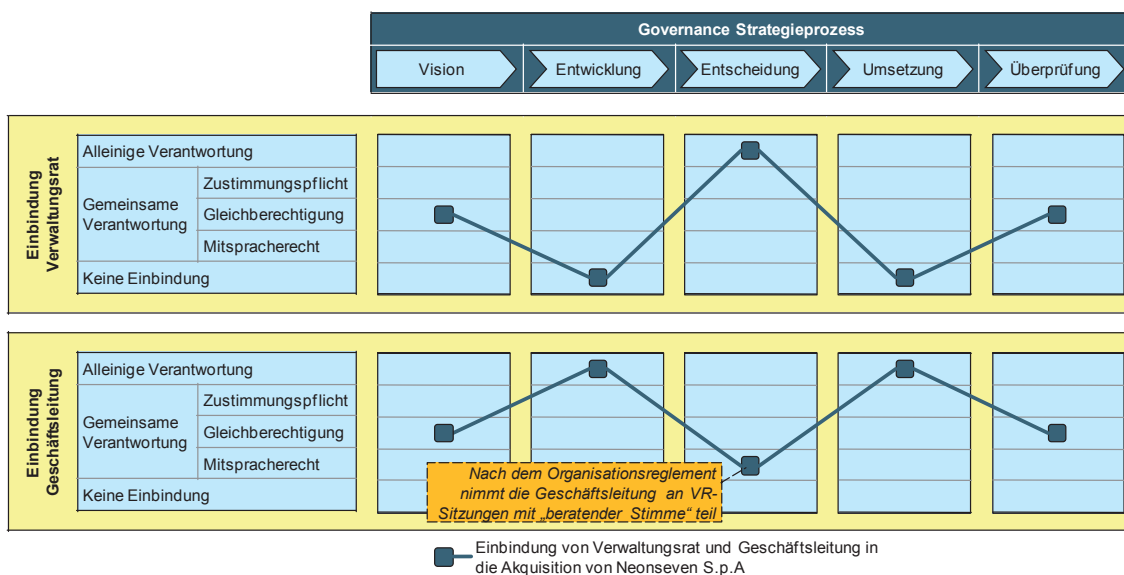 Governance Strategieprozess
Vision
Entwicklung
Entscheidung
Umsetzung
Überprüfung
Einbindung
Verwaltungsrat
Alleinige Verantwortung
Gemeinsame
Verantwortung
Zustimmungspflicht
Gleichberechtigung
Mitspracherecht
Keine Einbindung
Einbindung
Geschäftsleitung
Alleinige Verantwortung
Gemeinsame
Verantwortung
Zustimmungspflicht
Gleichberechtigung
Mitspracherecht
Keine Einbindung
Nach dem Organisationsreglement
nimmt die Geschäftsleitung an VR-
Sitzungen mit „beratender Stimme“ teil
Einbindung von Verwaltungsrat und Geschäftsleitung in
die Akquisition von Neonseven S.p.A